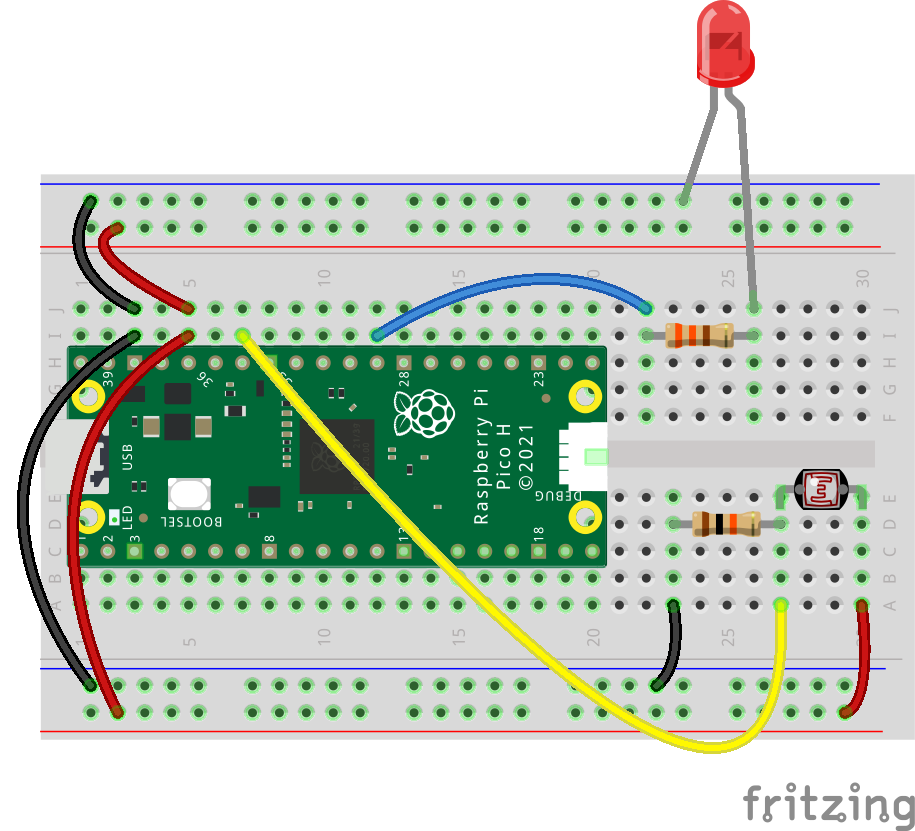 1 5 10 15 20 25 30
J J
I I
H H
G G
F F
39 36 33 28 23
USB
Raspberry Pi
Pico H
©2021
DEBUG
BOOTSEL
LED
2 3 8 13 18
E E
D D
C C
B B
A A
1 5 10 15 20 25 30
fritzing